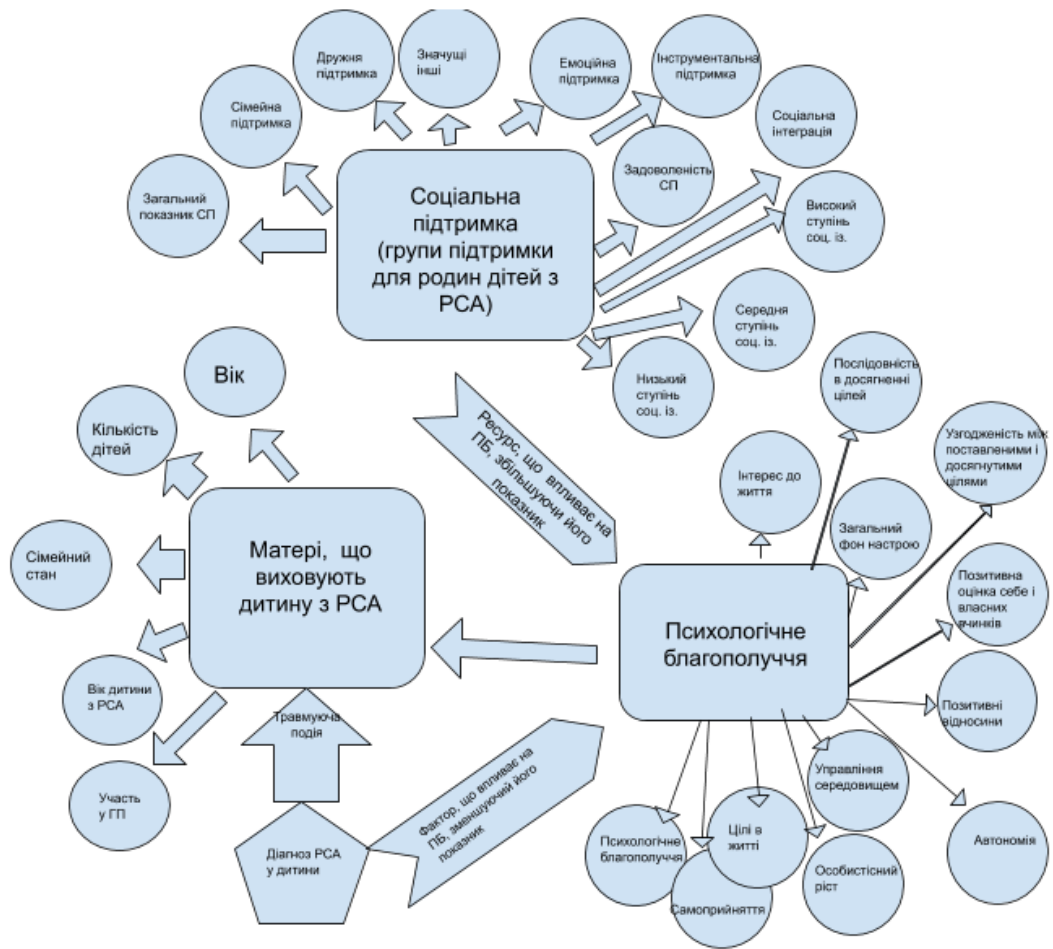 Дружня
підтримка
Значущі
інші
Емоційна
підтримка
Інструментальна
підтримка
Сімейна
підтримка
Соціальна
інтеграція
Загальний
показник СП
Задоволеність
СП
Високий
ступінь
соц. із.
Соціальна
підтримка
(групи підтримки
для родин дітей з
РСА)
Середня
ступінь
соц. із.
Низький
ступінь
соц. із.
Вік
Кількість
дітей
Сімейний
стан
Вік дитини
з РСА
Участь
у ГП
Матері, що
виховують
дитину з РСА
Травмуюча
подія
Діагноз РСА
у дитини
Ресурс, що впливає на
ПБ, збільшуючи його
показник
Фактор, що впливає на
ПБ, зменшуючий його
показник
Психологічне
благополуччя
Послідовність
в досягненні
цілей
Інтерес до
життя
Узгодженість між
поставленими і
досягнутими
цілями
Загальний
фон настрою
Позитивна
оцінка себе і
власних
вчинків
Позитивні
відносини
Автономія
Управління
середовищем
Особистісний
ріст
Цілі в
житті
Самоприйняття
Психологічне
благополуччя